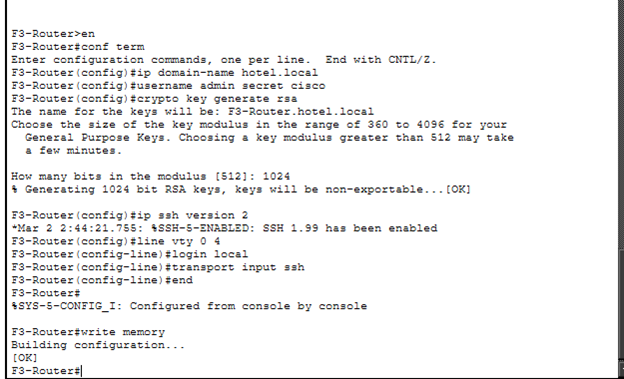 F3-Router>en
F3-Router#conf term
Enter configuration commands, one per line.  End with CNTL/Z.
F3-Router(config)#ip domain-name hotel.local
F3-Router(config)#username admin secret cisco
F3-Router(config)#crypto key generate rsa
The name for the keys will be: F3-Router.hotel.local
Choose the size of the key modulus in the range of 360 to 4096 for your
  General Purpose Keys. Choosing a key modulus greater than 512 may take
  a few minutes.

How many bits in the modulus [512]: 1024
% Generating 1024 bit RSA keys, keys will be non-exportable...[OK]

F3-Router(config)#ip ssh version 2
*Mar 2 2:44:21.755: %SSH-5-ENABLED: SSH 1.99 has been enabled
F3-Router(config)#line vty 0 4
F3-Router(config-line)#login local
F3-Router(config-line)#transport input ssh
F3-Router(config-line)#end
F3-Router#
%SYS-5-CONFIG_I: Configured from console by console

F3-Router#write memory
Building configuration...
[OK]
F3-Router#